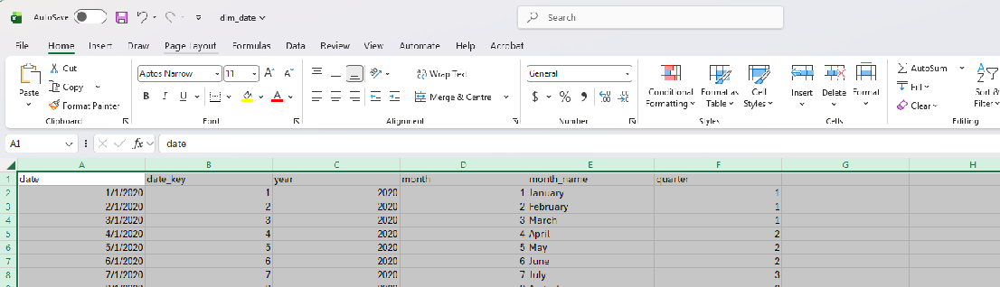 AutoSave Off dim_date Search
File Home Insert Draw Page Layout Formulas Data Review View Automate Help Acrobat
Paste Cut Copy Format Painter Clipboard
Aptos Narrow 11 A A B I U A Font
Wrap Text Merge & Centre Alignment
General $ % , Number
Conditional Formatting Format as Table Cell Styles Styles
Insert Delete Format Cells
AutoSum Fill Clear Sort & Filter Editing
A1 fx date
A B C D E F G H
1 date date_key year month month_name quarter
2 1/1/2020 1 2020 1 January 1
3 2/1/2020 2 2020 2 February 1
4 3/1/2020 3 2020 3 March 1
5 4/1/2020 4 2020 4 April 2
6 5/1/2020 5 2020 5 May 2
7 6/1/2020 6 2020 6 June 2
8 7/1/2020 7 2020 7 July 3